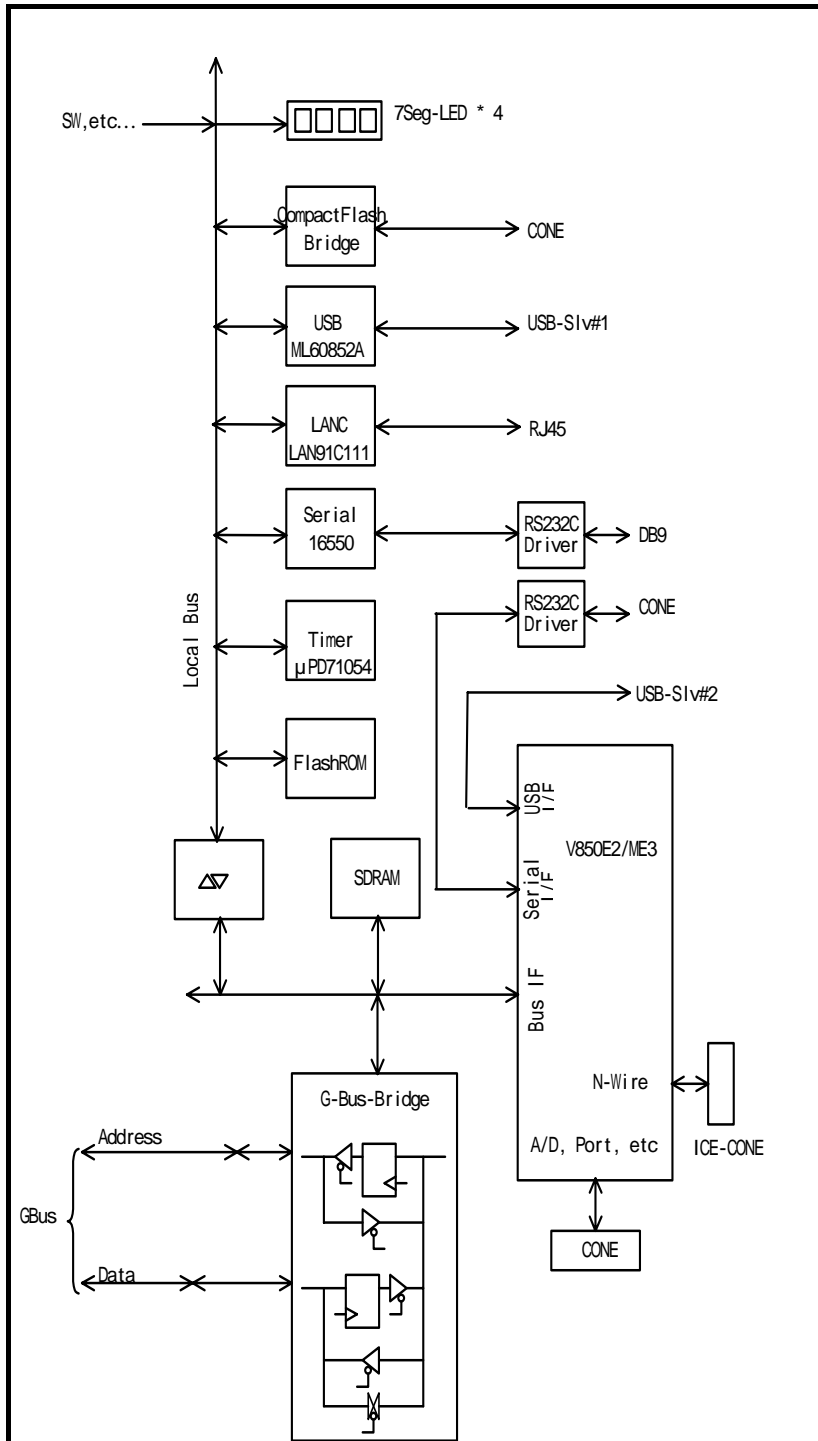 SW,etc...
7Seg-LED * 4
CompactFlash
Bridge
CONE
USB
ML60852A
USB-Slv#1
LANC
LAN91C111
RJ45
Serial
16550
RS232C
Driver
DB9
RS232C
Driver
CONE
Local Bus
Timer
µPD71054
USB-Slv#2
FlashROM
USB
I/F
V850E2/ME3
SDRAM
Serial
I/F
Bus IF
N-Wire
G-Bus-Bridge
Address
A/D, Port, etc
ICE-CONE
GBus
CONE
Data